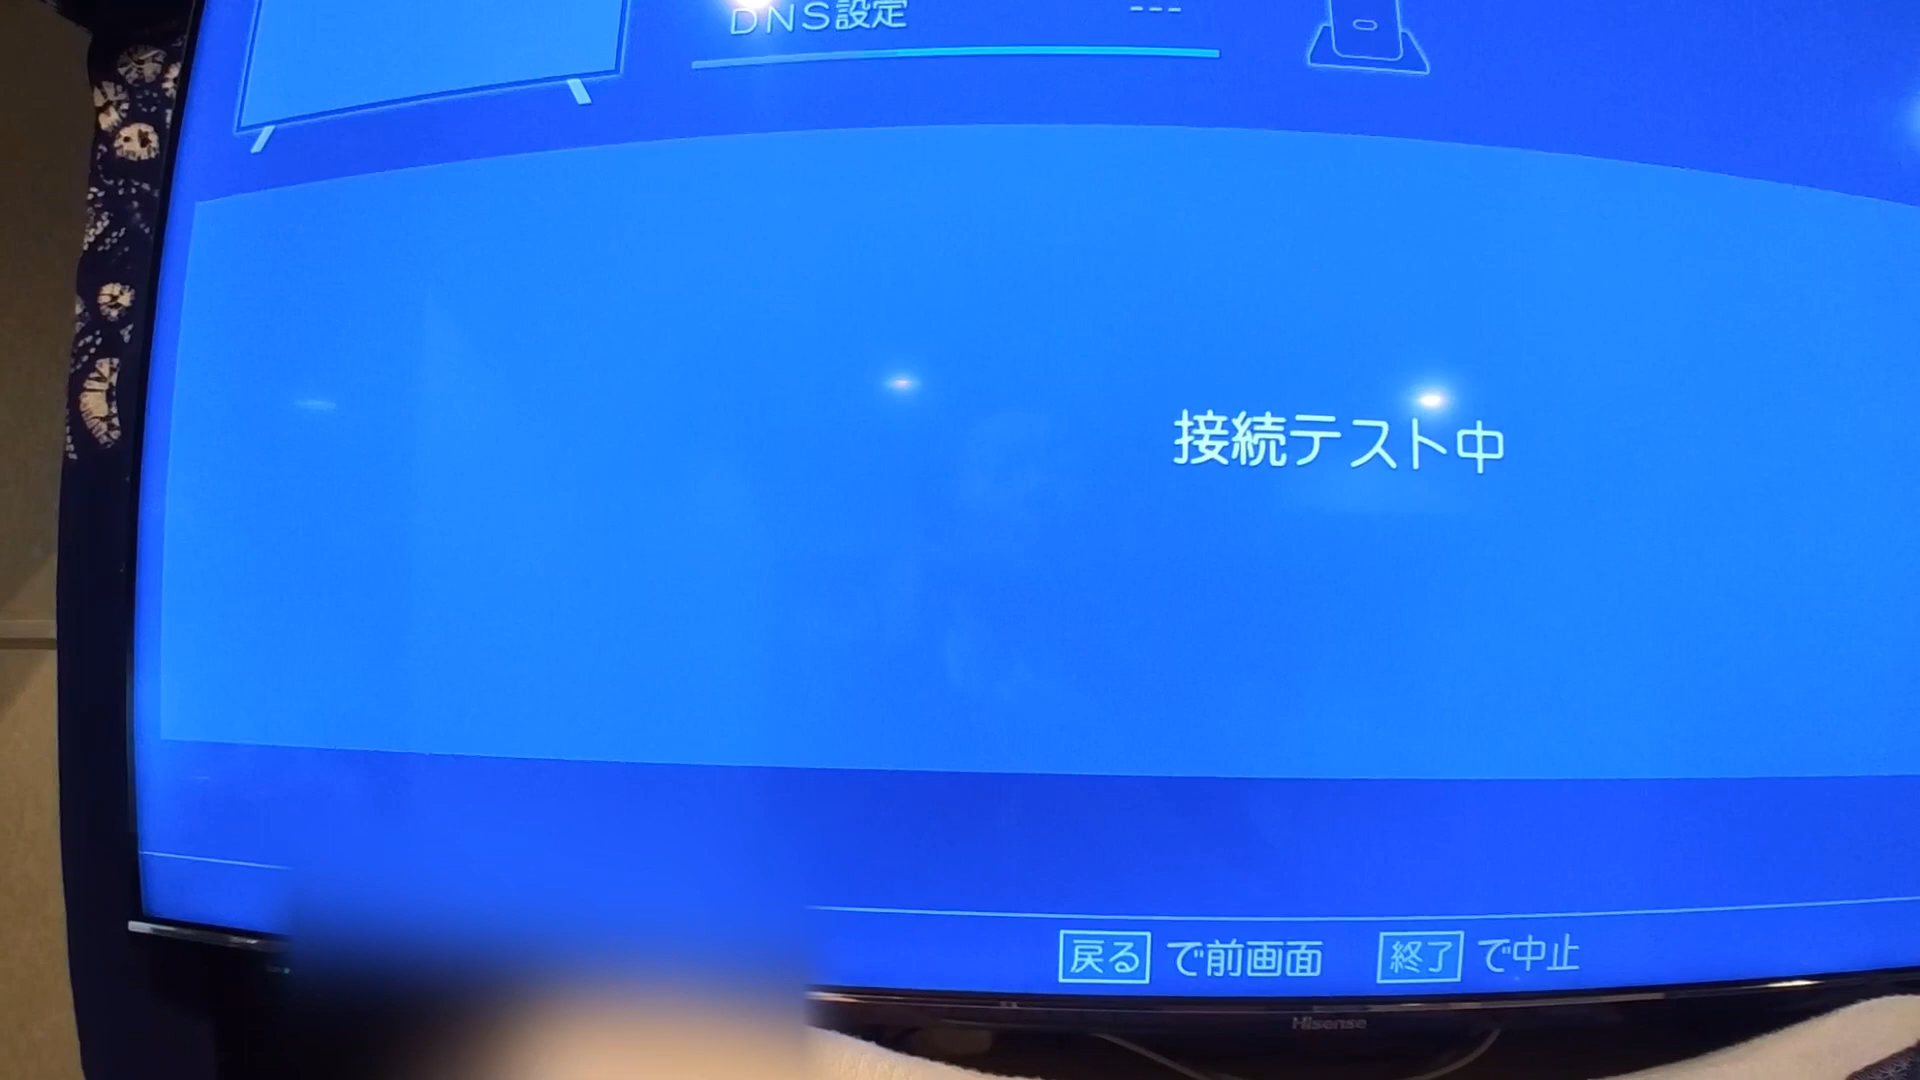 DNS設定 ---
接続テスト中
戻る で前画面 終了 で中止
Hisense